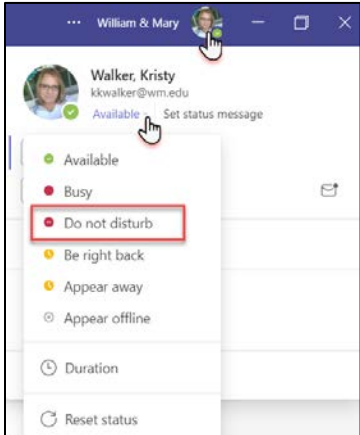 ... William & Mary
Walker, Kristy
kkwalker@wm.edu
Available Set status message
Available
Busy
Do not disturb
Be right back
Appear away
Appear offline
Duration
Reset status